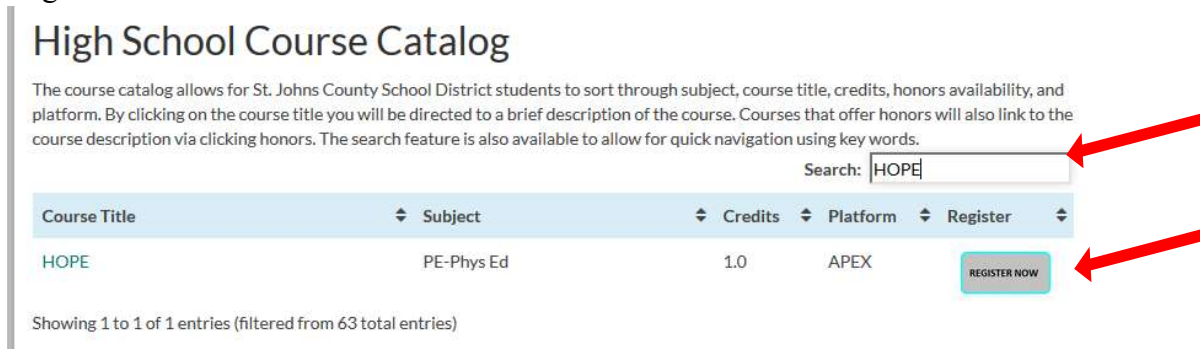 High School Course Catalog
The course catalog allows for St. Johns County School District students to sort through subject, course title, credits, honors availability, and
platform. By clicking on the course title you will be directed to a brief description of the course. Courses that offer honors will also link to the
course description via clicking honors. The search feature is also available to allow for quick navigation using key words.
Search: HOPE
Course Title Subject Credits Platform Register
HOPE PE-Phys Ed 1.0 APEX REGISTER NOW
Showing 1 to 1 of 1 entries (filtered from 63 total entries)